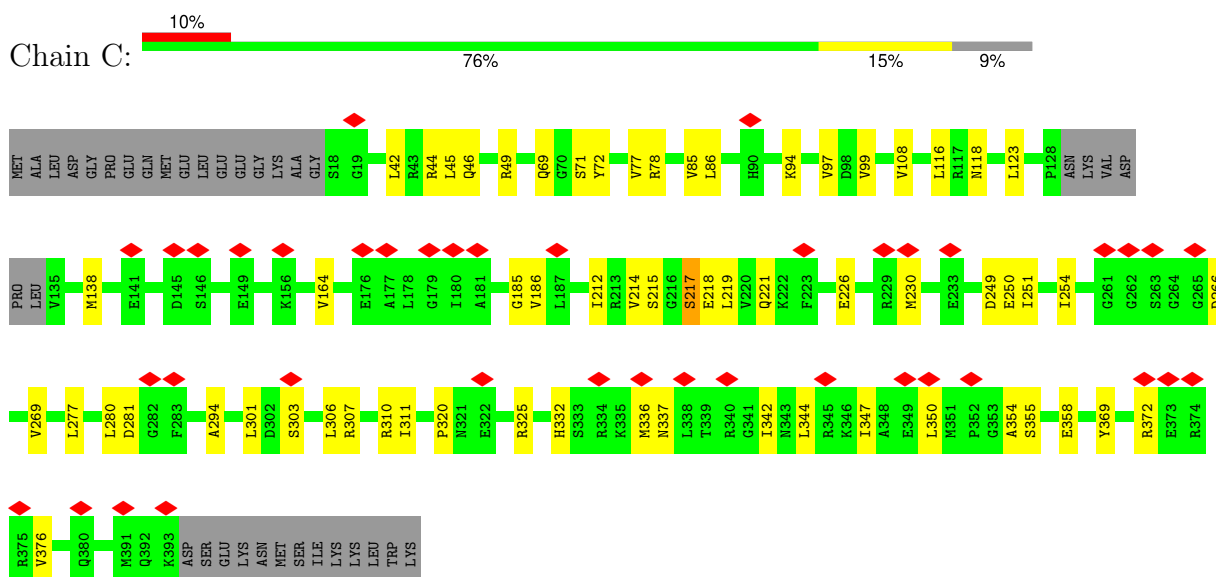 10%
Chain C:
76% 15% 9%
MET ALA LEU ASP GLY PRO GLU GLN MET GLU LEU GLU GLU GLY LYS ALA GLY S18 G19 L42 R43 R44 L45 Q46 R49 Q69 G70 S71 Y72 V77 R78 V85 L86 H90 K94 V97 D98 V99 V108 L116 R117 N118 L123 P128 ASN LYS VAL ASP
PRO LEU V135 M138 E141 D145 S146 E149 K156 V164 E176 A177 L178 G179 I180 A181 G185 V186 L187 I212 R213 V214 S215 G216 S217 E218 L219 V220 Q221 K222 F223 E226 R229 M230 E233 D249 E250 I251 I254 G261 G262 S263 G264 G265
V269 L277 L280 D281 G282 F283 A294 L301 D302 S303 L306 R307 R310 I311 P320 N321 E322 R325 H332 S333 R334 K335 M336 N337 L338 T339 R340 G341 I342 N343 L344 R345 K346 I347 A348 E349 L350 M351 P352 G353 A354 S355 E358 Y369 R372 E373 R374
R375 V376 Q380 M391 Q392 K393 ASP SER GLU LYS ASN MET SER ILE LYS LYS LEU TRP LYS